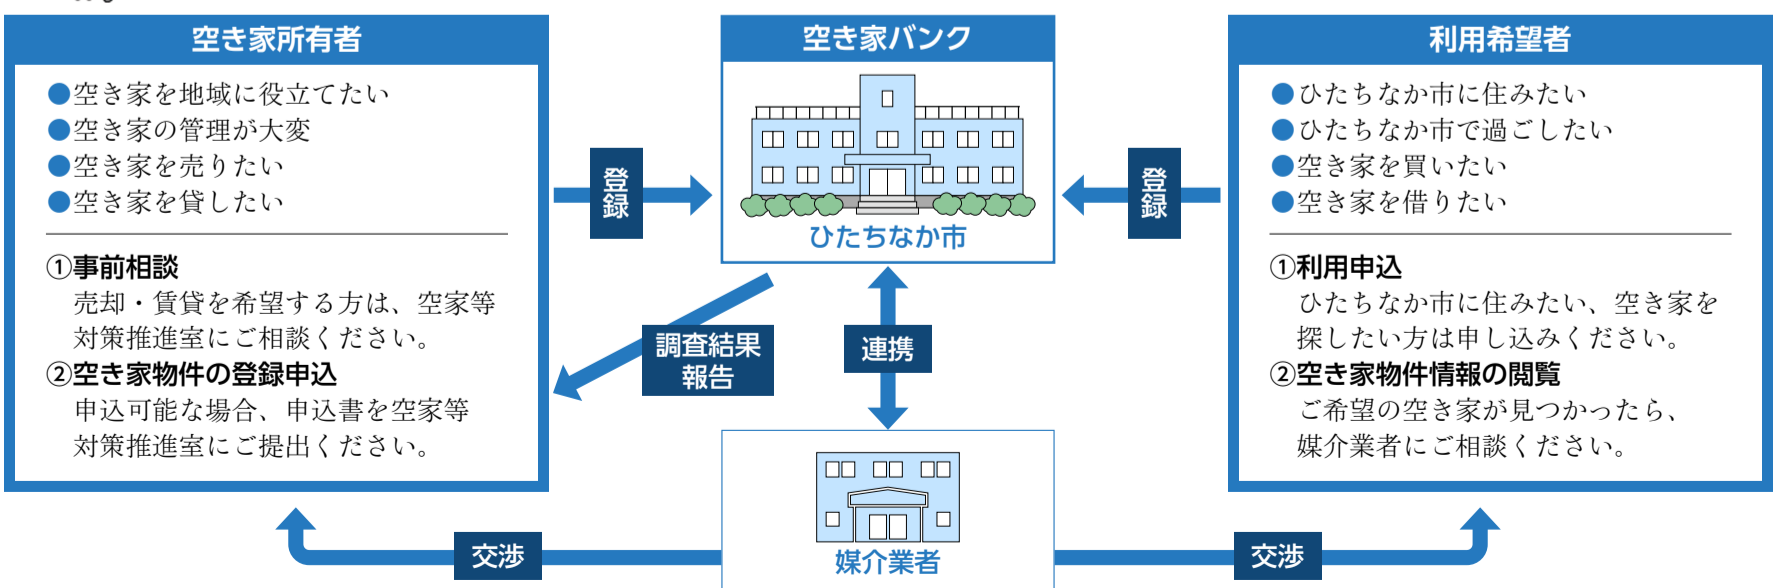 空き家所有者
●空き家を地域に役立てたい
●空き家の管理が大変
●空き家を売りたい
●空き家を貸したい
①事前相談
売却・賃貸を希望する方は、空家等
対策推進室にご相談ください。
②空き家物件の登録申込
申込可能な場合、申込書を空家等
対策推進室にご提出ください。
登録
空き家バンク
ひたちなか市
登録
調査結果
報告
連携
媒介業者
交渉
交渉
利用希望者
●ひたちなか市に住みたい
●ひたちなか市で過ごしたい
●空き家を買いたい
●空き家を借りたい
①利用申込
ひたちなか市に住みたい、空き家を
探したい方は申し込みください。
②空き家物件情報の閲覧
ご希望の空き家が見つかったら、
媒介業者にご相談ください。